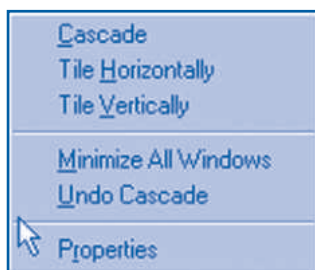 Cascade
Tile Horizontally
Tile Vertically
Minimize All Windows
Undo Cascade
Properties